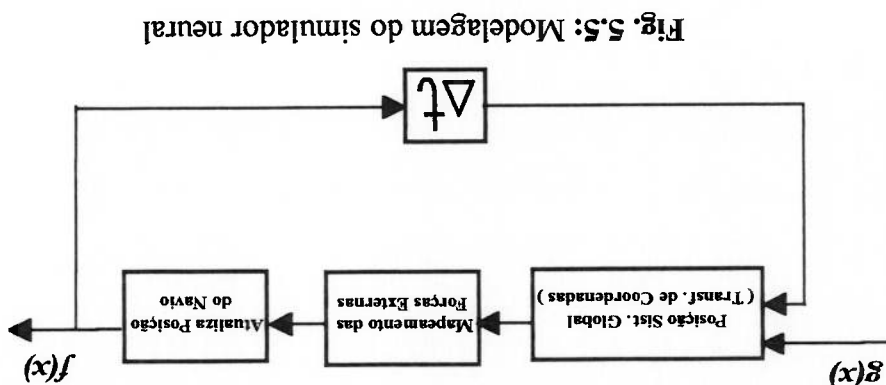 g(x)
f(x)
Posição Sist. Global
( Transf. de Coordenadas )
Mapeamento das
Forças Externas
Atualiza Posição
do Navio
Δt
Fig. 5.5: Modelagem do simulador neural